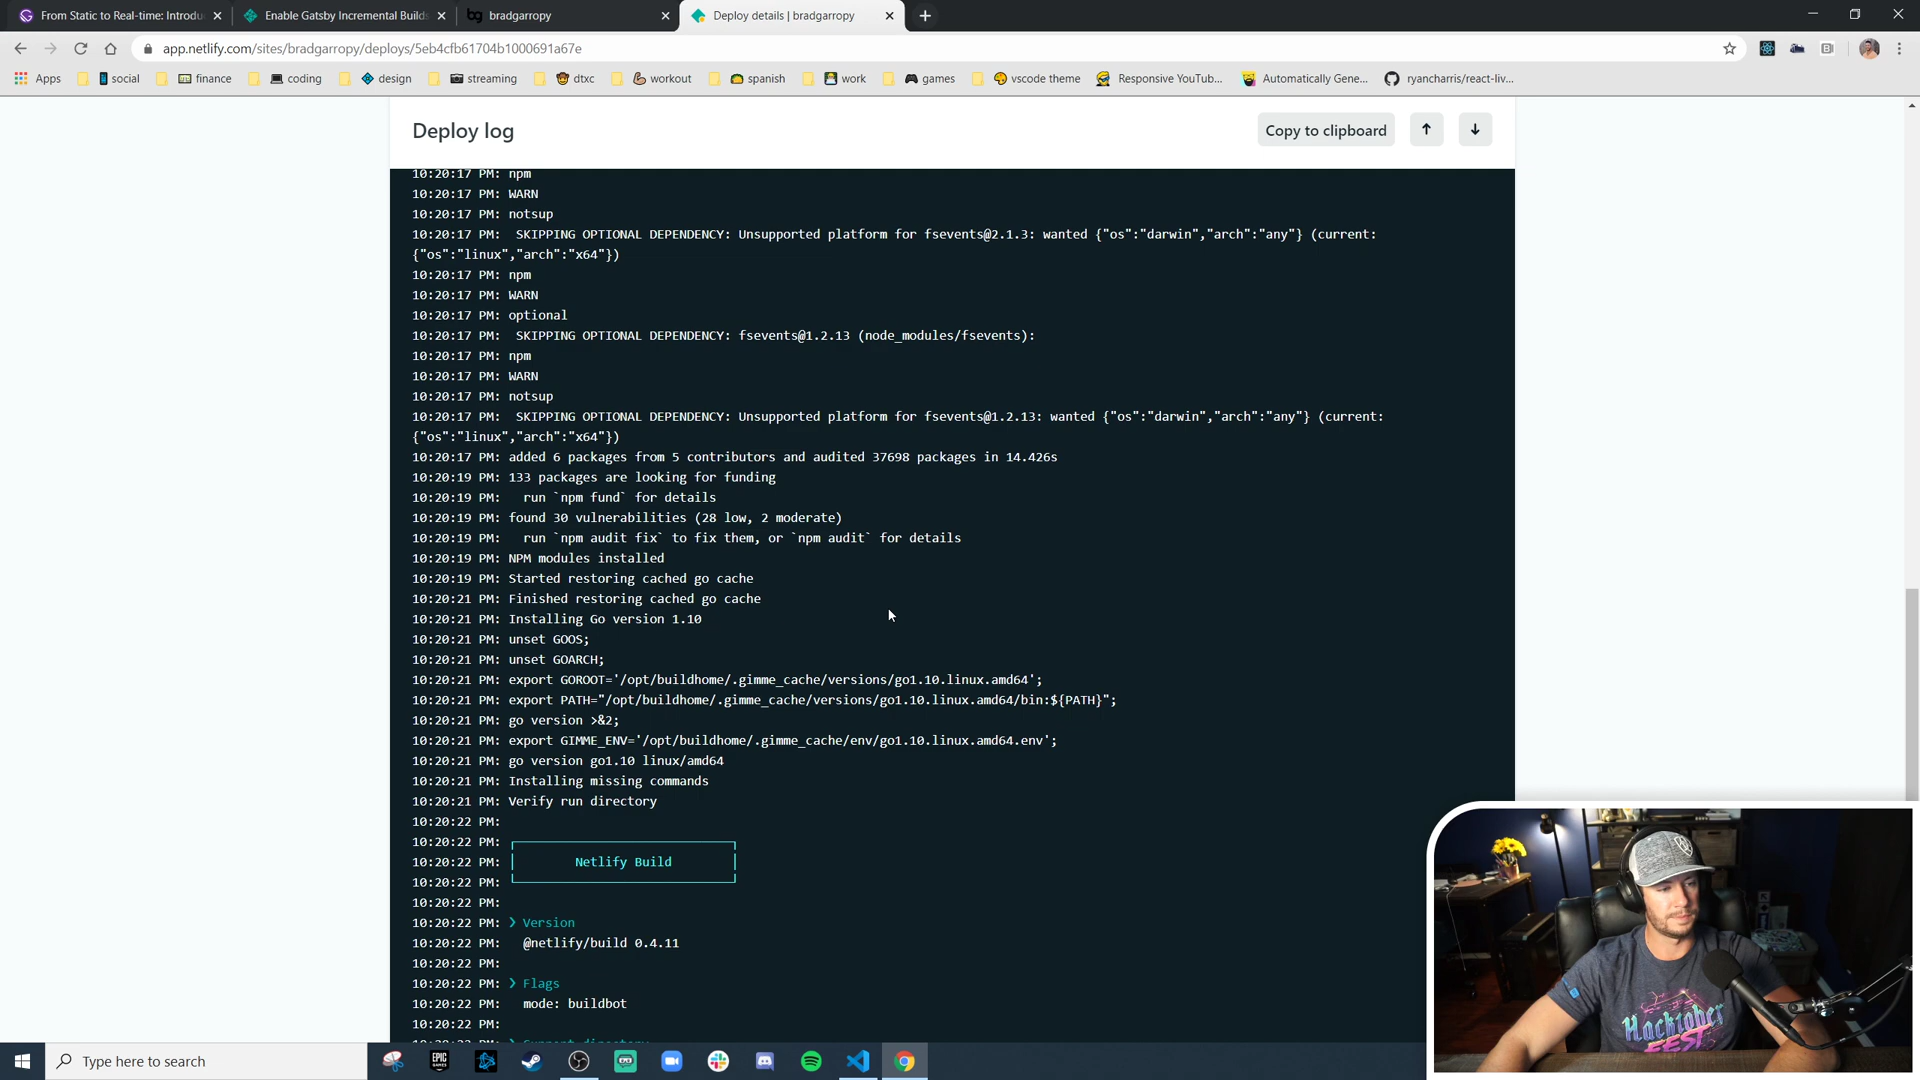 From Static to Real-time: Introdu
Enable Gatsby Incremental Builds
bradgarropy
Deploy details | bradgarropy
app.netlify.com/sites/bradgarropy/deploys/5eb4cfb61704b1000691a67e
Apps
social
finance
coding
design
streaming
dtxc
workout
spanish
work
games
vscode theme
Responsive YouTub...
Automatically Gene...
ryancharris/react-liv...
Deploy log
Copy to clipboard
10:20:17 PM: npm
10:20:17 PM: WARN
10:20:17 PM: notsup
10:20:17 PM: SKIPPING OPTIONAL DEPENDENCY: Unsupported platform for fsevents@2.1.3: wanted {"os":"darwin","arch":"any"} (current:
{"os":"linux","arch":"x64"})
10:20:17 PM: npm
10:20:17 PM: WARN
10:20:17 PM: optional
10:20:17 PM: SKIPPING OPTIONAL DEPENDENCY: fsevents@1.2.13 (node_modules/fsevents):
10:20:17 PM: npm
10:20:17 PM: WARN
10:20:17 PM: notsup
10:20:17 PM: SKIPPING OPTIONAL DEPENDENCY: Unsupported platform for fsevents@1.2.13: wanted {"os":"darwin","arch":"any"} (current:
{"os":"linux","arch":"x64"})
10:20:17 PM: added 6 packages from 5 contributors and audited 37698 packages in 14.426s
10:20:19 PM: 133 packages are looking for funding
10:20:19 PM: run `npm fund` for details
10:20:19 PM: found 30 vulnerabilities (28 low, 2 moderate)
10:20:19 PM: run `npm audit fix` to fix them, or `npm audit` for details
10:20:19 PM: NPM modules installed
10:20:19 PM: Started restoring cached go cache
10:20:21 PM: Finished restoring cached go cache
10:20:21 PM: Installing Go version 1.10
10:20:21 PM: unset GOOS;
10:20:21 PM: unset GOARCH;
10:20:21 PM: export GOROOT='/opt/buildhome/.gimme_cache/versions/go1.10.linux.amd64';
10:20:21 PM: export PATH="/opt/buildhome/.gimme_cache/versions/go1.10.linux.amd64/bin:${PATH}";
10:20:21 PM: go version >&2;
10:20:21 PM: export GIMME_ENV='/opt/buildhome/.gimme_cache/env/go1.10.linux.amd64.env';
10:20:21 PM: go version go1.10 linux/amd64
10:20:21 PM: Installing missing commands
10:20:21 PM: Verify run directory
10:20:22 PM:
10:20:22 PM:
10:20:22 PM: Netlify Build
10:20:22 PM:
10:20:22 PM:
10:20:22 PM: ❯ Version
10:20:22 PM: @netlify/build 0.4.11
10:20:22 PM:
10:20:22 PM: ❯ Flags
10:20:22 PM: mode: buildbot
10:20:22 PM:
Hacktober
FEST
Type here to search